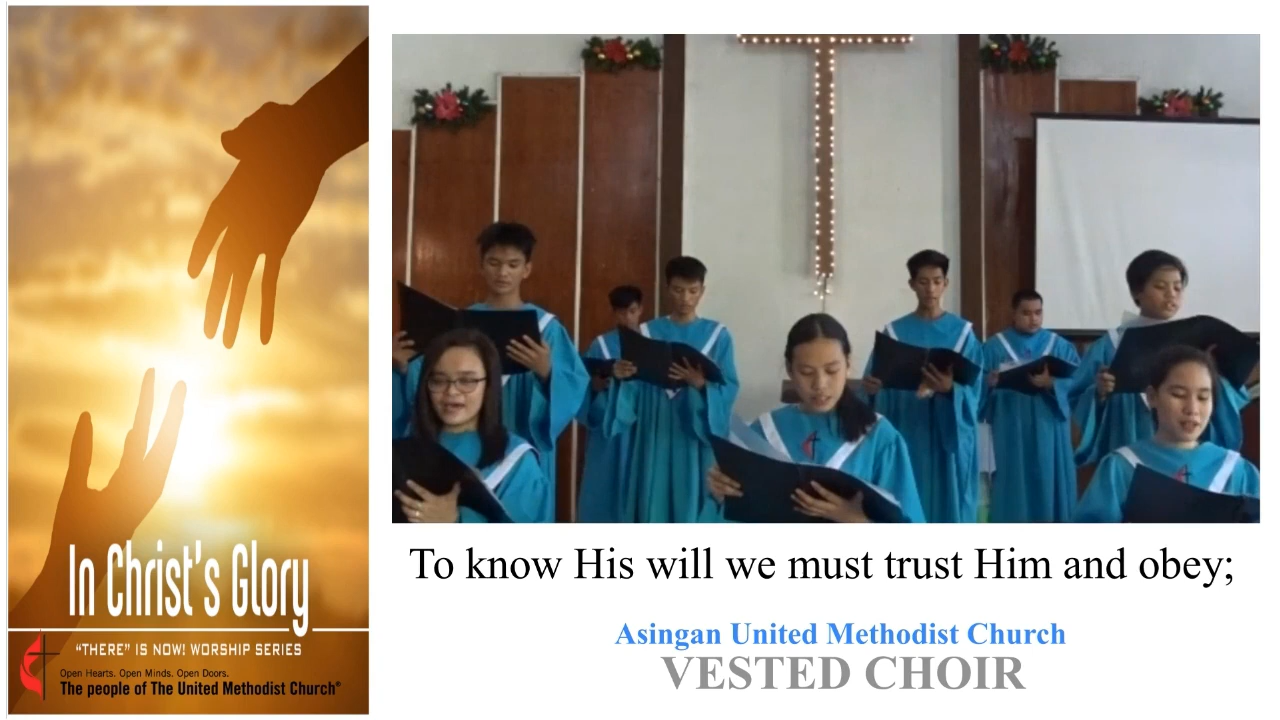 In Christ's Glory
“THERE” IS NOW! WORSHIP SERIES
Open Hearts. Open Minds. Open Doors.
The people of The United Methodist Church®
To know His will we must trust Him and obey;
Asingan United Methodist Church
VESTED CHOIR